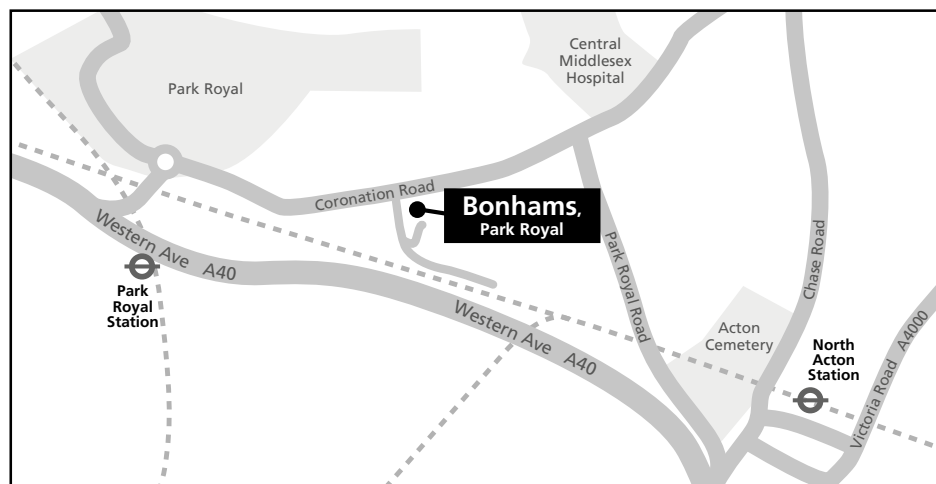 Central
Middlesex
Hospital
Park Royal
Coronation Road
Bonhams,
Park Royal
Western Ave A40
Park
Royal
Station
Park Royal Road
Chase Road
Western Ave A40
Acton
Cemetery
North
Acton
Station
Victoria Road A4000